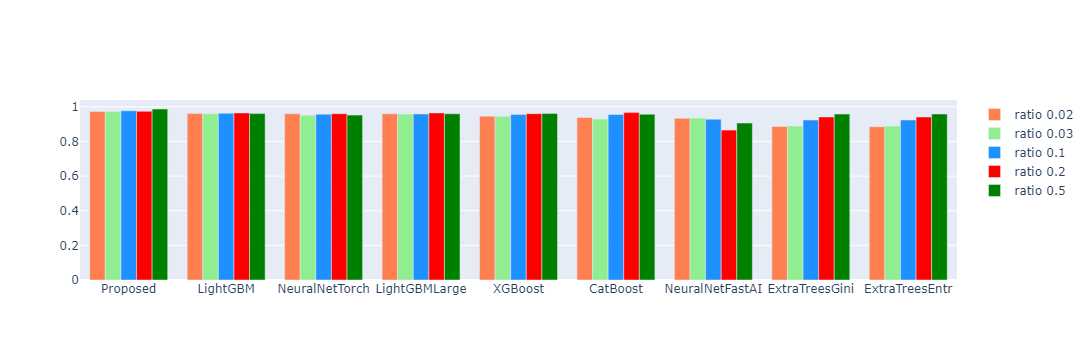 1
0.8
0.6
0.4
0.2
0
Proposed LightGBM NeuralNetTorch LightGBMLarge XGBoost CatBoost NeuralNetFastAI ExtraTreesGini ExtraTreesEntr
ratio 0.02
ratio 0.03
ratio 0.1
ratio 0.2
ratio 0.5